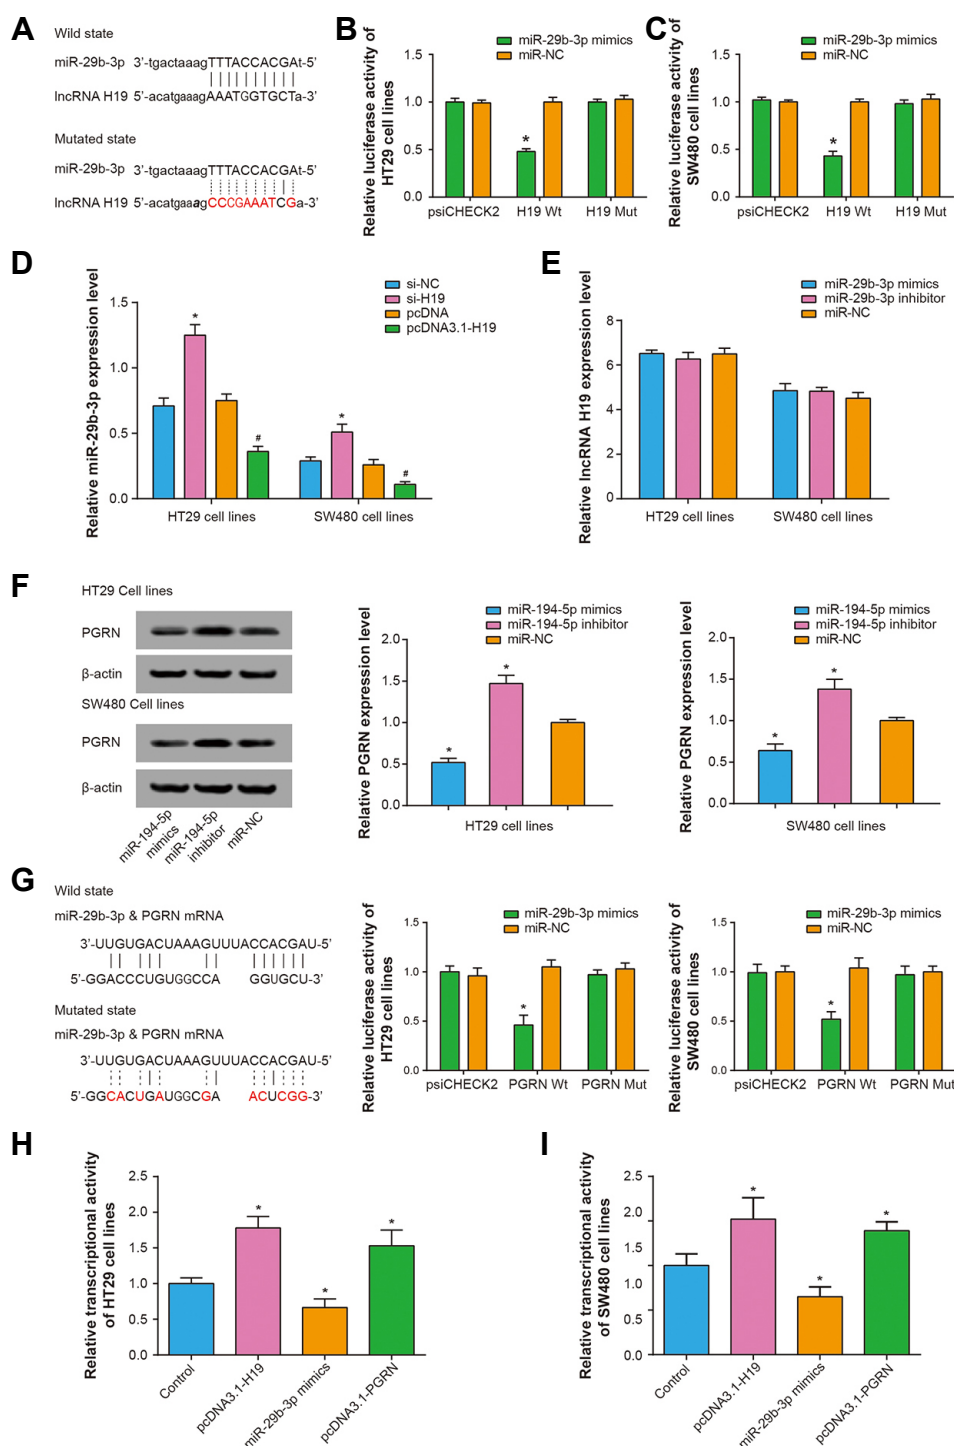 A
Wild state
miR-29b-3p 3'-tgactaaagTTTACCACGAt-5'
lncRNA H19 5'-acatgaaagAAATGGTGCTa-3'
Mutated state
miR-29b-3p 3'-tgactaaagTTTACCACGAt-5'
lncRNA H19 5'-acatgaaagCCCGAAATCGa-3'
B
Relative luciferase activity of
HT29 cell lines
miR-29b-3p mimics
miR-NC
1.5
1.0
0.5
0.0
*
psiCHECK2 H19 Wt H19 Mut
C
Relative luciferase activity of
SW480 cell lines
miR-29b-3p mimics
miR-NC
1.5
1.0
0.5
0.0
*
psiCHECK2 H19 Wt H19 Mut
D
Relative miR-29b-3p expression level
si-NC
si-H19
pcDNA
pcDNA3.1-H19
1.5
1.0
0.5
0.0
* # * #
HT29 cell lines SW480 cell lines
E
Relative lncRNA H19 expression level
miR-29b-3p mimics
miR-29b-3p inhibitor
miR-NC
8
6
4
2
0
HT29 cell lines SW480 cell lines
F
HT29 Cell lines
PGRN
β-actin
SW480 Cell lines
PGRN
β-actin
miR-194-5p
mimics
miR-194-5p
inhibitor
miR-NC
Relative PGRN expression level
miR-194-5p mimics
miR-194-5p inhibitor
miR-NC
2.0
1.5
1.0
0.5
0.0
* *
HT29 cell lines
Relative PGRN expression level
miR-194-5p mimics
miR-194-5p inhibitor
miR-NC
2.0
1.5
1.0
0.5
0.0
* *
SW480 cell lines
G
Wild state
miR-29b-3p & PGRN mRNA
3'-UUGUGACUAAAGUUUACCACGAU-5'
5'-GGACCCUGUGGCCA GGUGCU-3'
Mutated state
miR-29b-3p & PGRN mRNA
3'-UUGUGACUAAAGUUUACCACGAU-5'
5'-GGCACUGAUGGCGA ACUCGG-3'
Relative luciferase activity of
HT29 cell lines
miR-29b-3p mimics
miR-NC
1.5
1.0
0.5
0.0
*
psiCHECK2 PGRN Wt PGRN Mut
Relative luciferase activity of
SW480 cell lines
miR-29b-3p mimics
miR-NC
1.5
1.0
0.5
0.0
*
psiCHECK2 PGRN Wt PGRN Mut
H
Relative transcriptional activity
of HT29 cell lines
2.5
2.0
1.5
1.0
0.5
0.0
* * *
Control
pcDNA3.1-H19
miR-29b-3p mimics
pcDNA3.1-PGRN
I
Relative transcriptional activity
of SW480 cell lines
2.5
2.0
1.5
1.0
0.5
0.0
* * *
Control
pcDNA3.1-H19
miR-29b-3p mimics
pcDNA3.1-PGRN